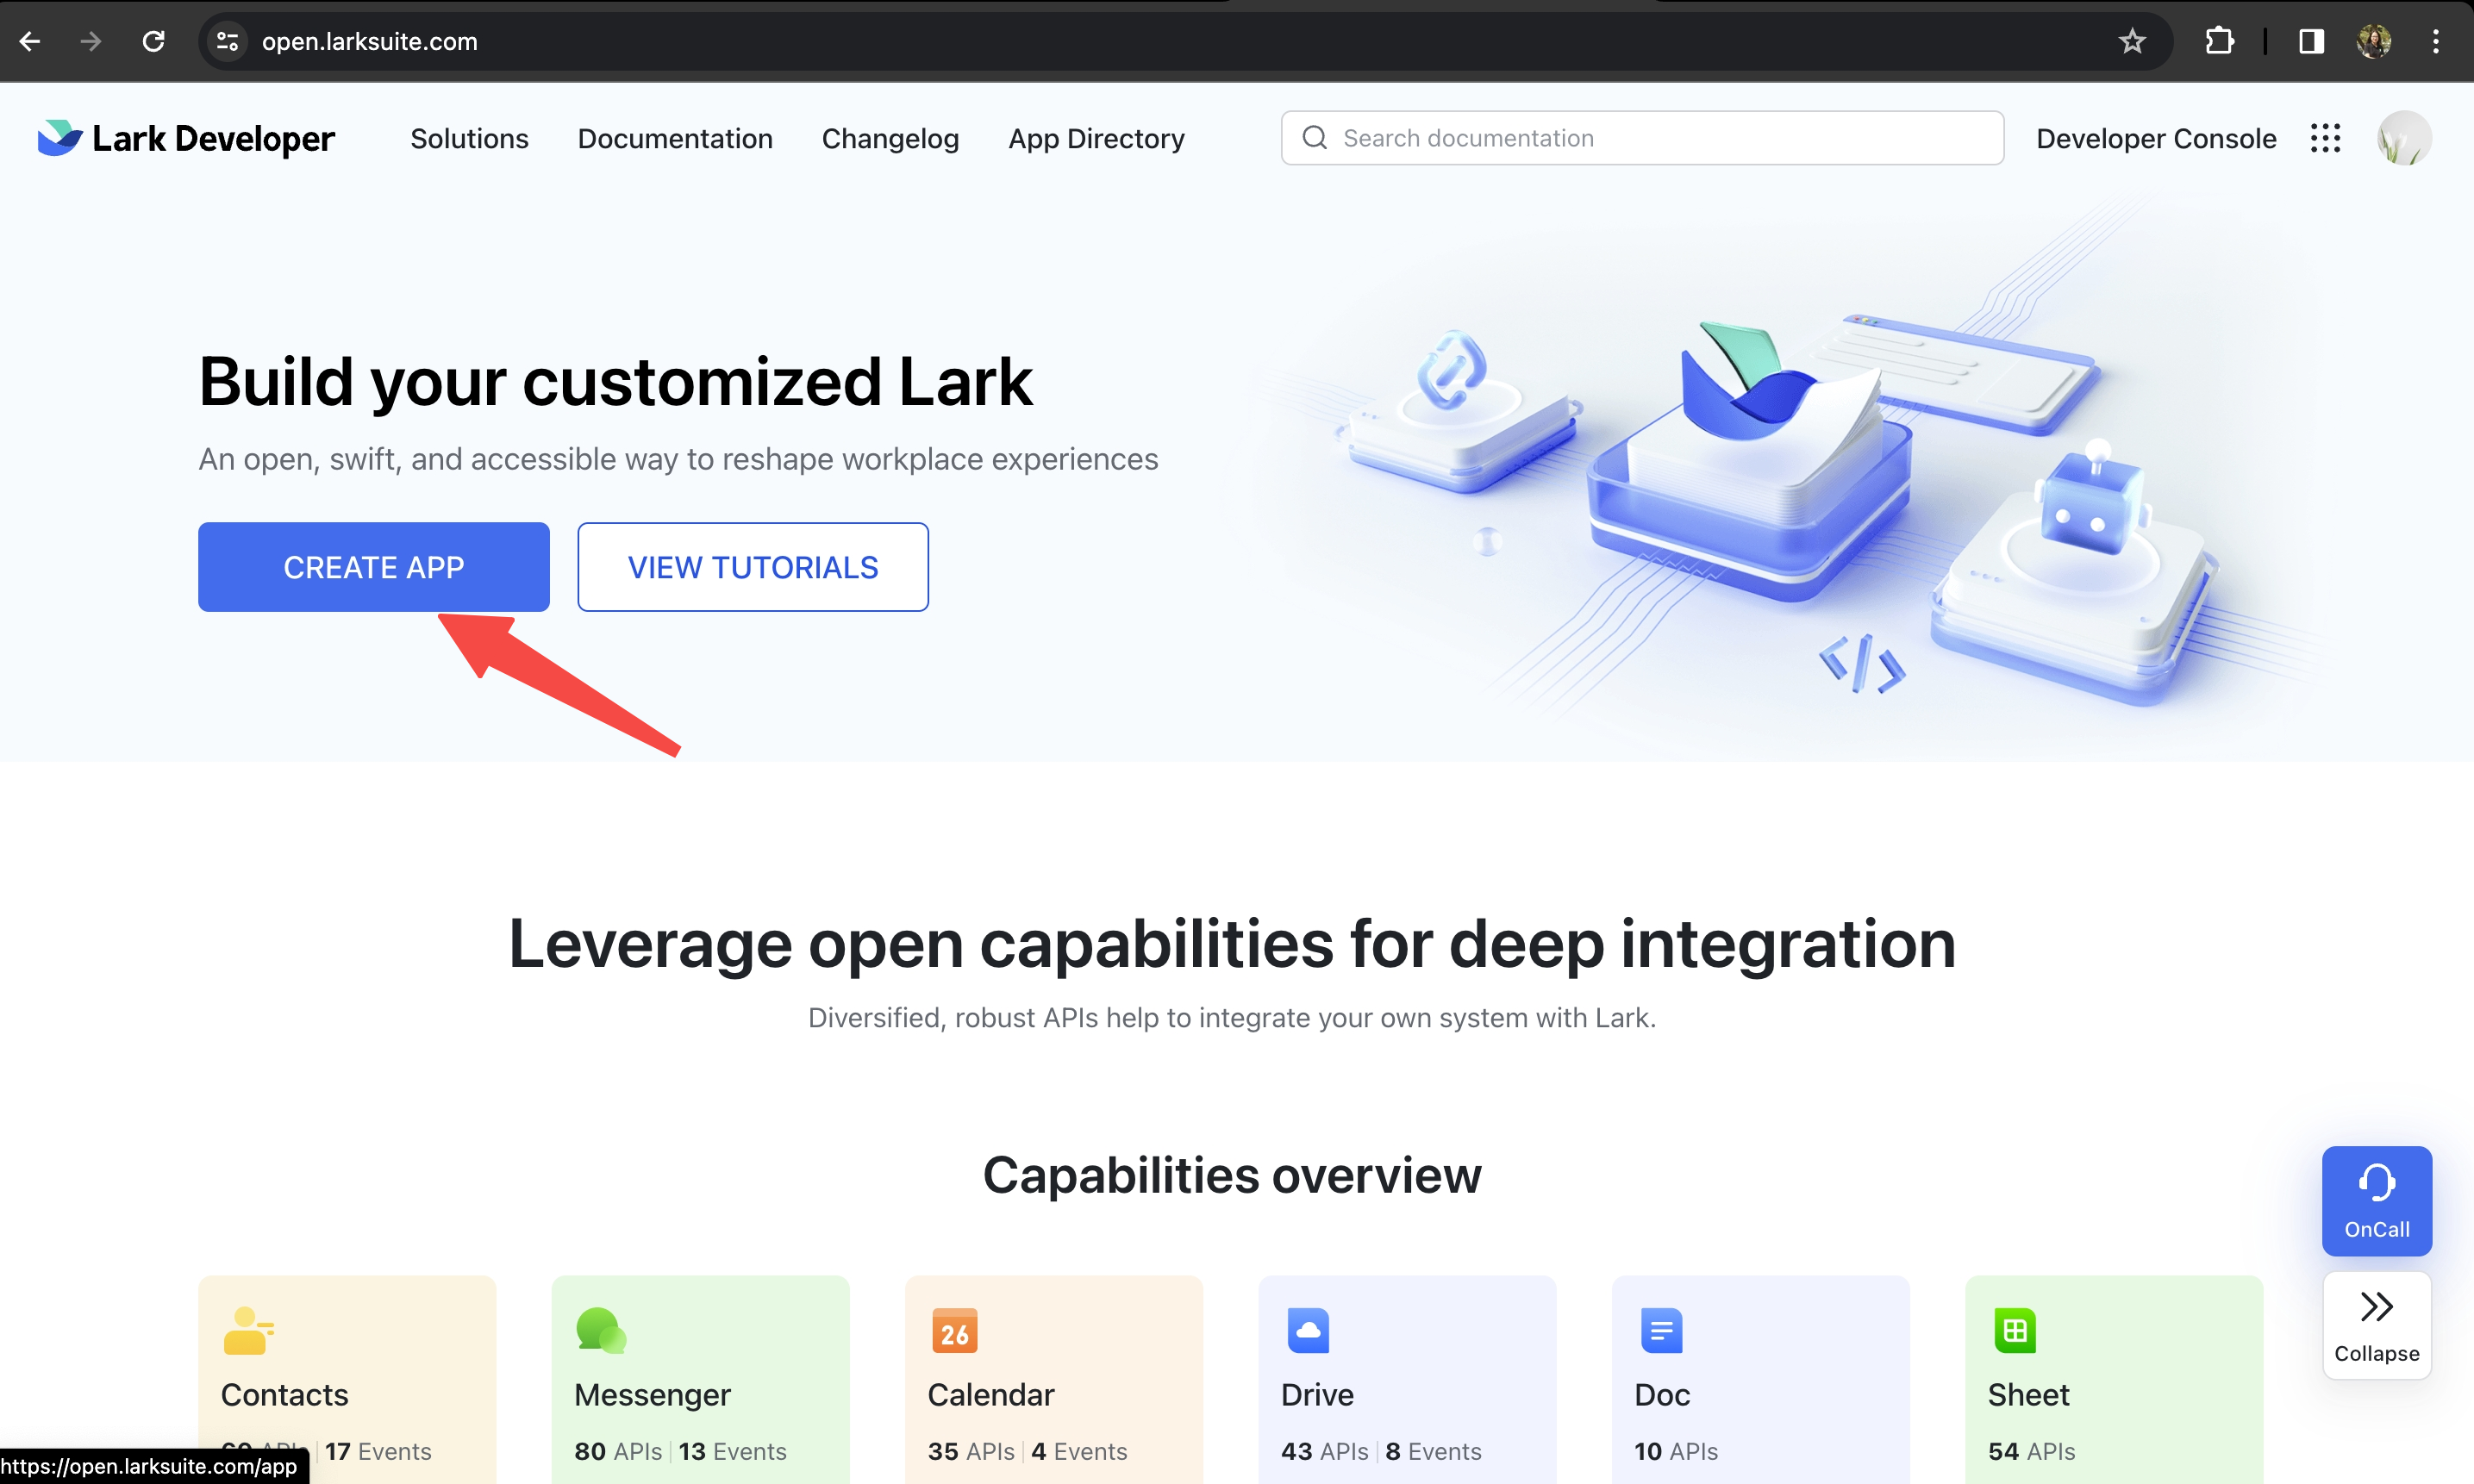 open.larksuite.com
Lark Developer
Solutions
Documentation
Changelog
App Directory
Search documentation
Developer Console
Build your customized Lark
An open, swift, and accessible way to reshape workplace experiences
CREATE APP
VIEW TUTORIALS
Leverage open capabilities for deep integration
Diversified, robust APIs help to integrate your own system with Lark.
Capabilities overview
OnCall
Collapse
26
Contacts
Messenger
Calendar
Drive
Doc
Sheet
17 Events
80 APIs | 13 Events
35 APIs | 4 Events
43 APIs | 8 Events
10 APIs
54 APIs
https://open.larksuite.com/app